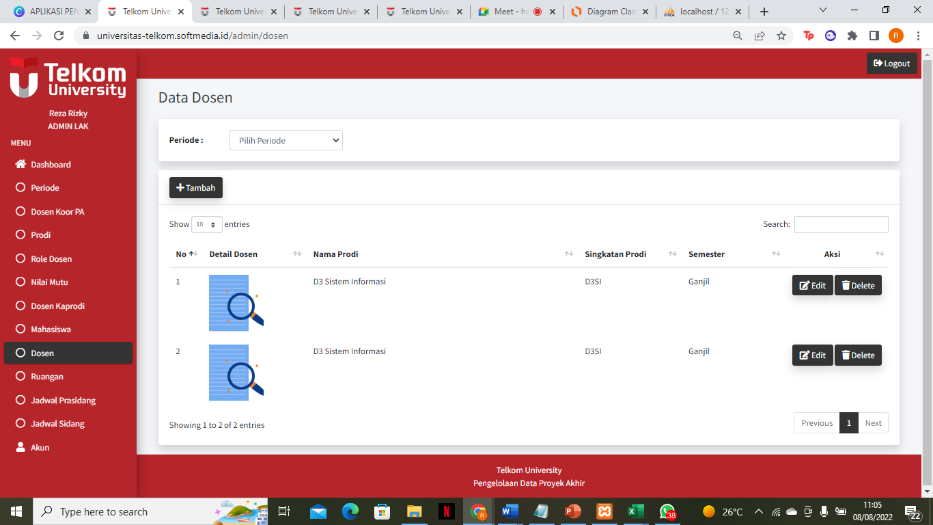 APLIKASI PEN
Telkom Unive
Telkom Unive
Telkom Unive
Telkom Unive
Meet - h
Diagram Clas
localhost / 12
universitas-telkom.softmedia.id/admin/dosen
Telkom
University
Reza Rizky
ADMIN LAK
MENU
Dashboard
Periode
Dosen Koor PA
Prodi
Role Dosen
Nilai Mutu
Dosen Kaprodi
Mahasiswa
Dosen
Ruangan
Jadwal Prasidang
Jadwal Sidang
Akun
Logout
Data Dosen
Periode : Pilih Periode
Tambah
Show 10 entries Search:
No Detail Dosen Nama Prodi Singkatan Prodi Semester Aksi
1 D3 Sistem Informasi D3SI Ganjil Edit Delete
2 D3 Sistem Informasi D3SI Ganjil Edit Delete
Showing 1 to 2 of 2 entries Previous 1 Next
Telkom University
Pengelolaan Data Proyek Akhir
Type here to search
26°C
11:05
08/08/2022
22